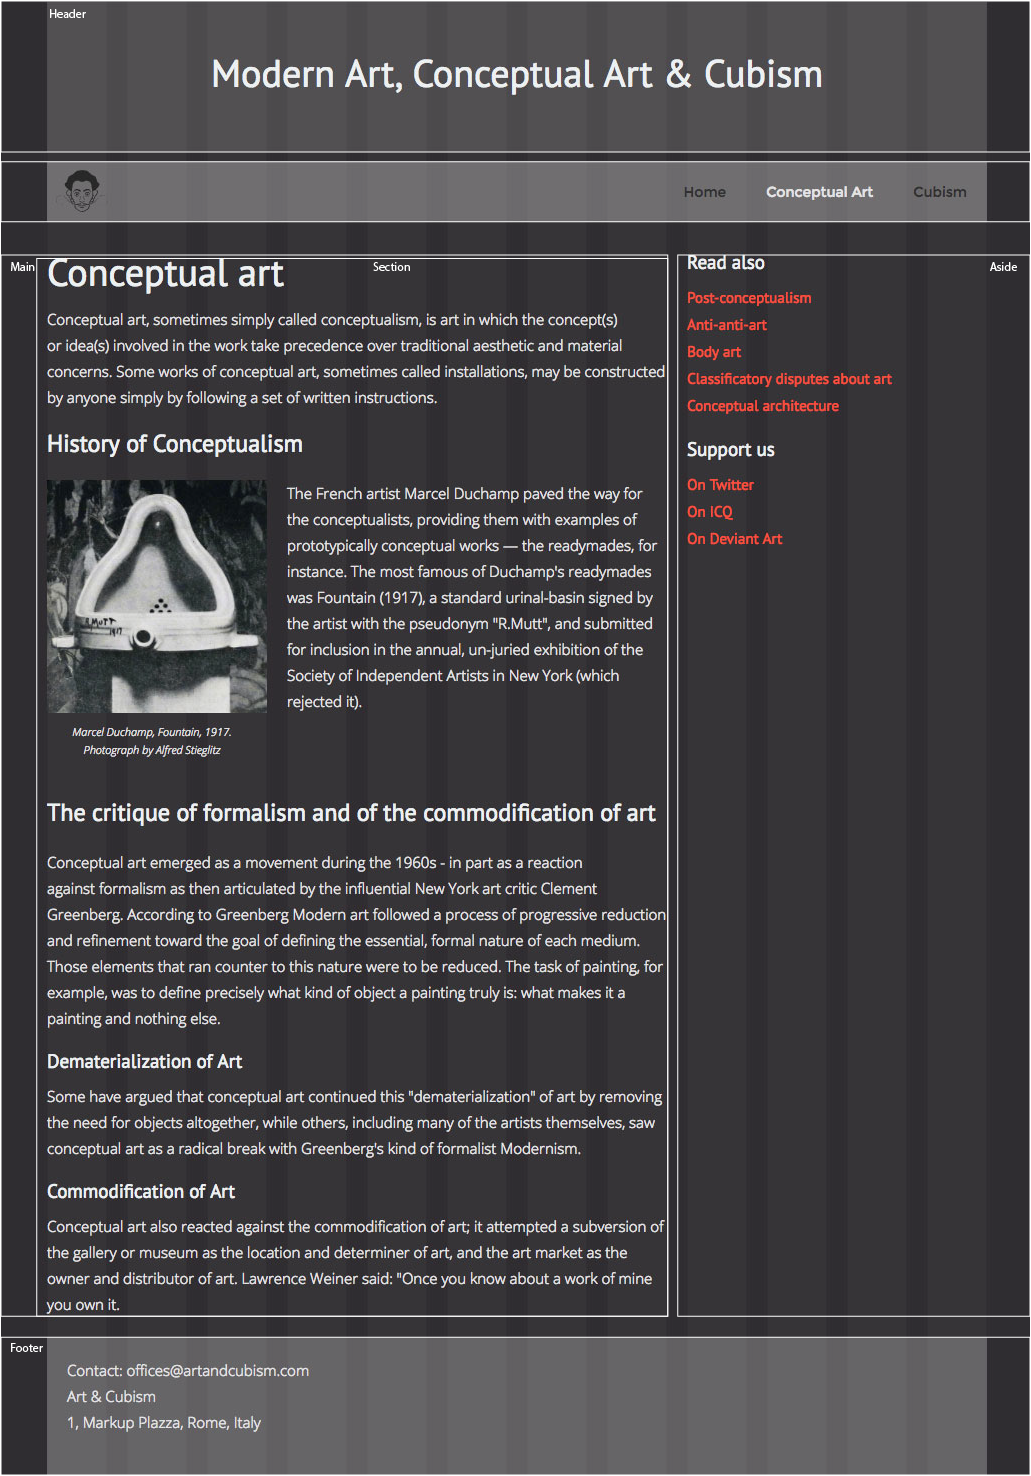 Header
Modern Art, Conceptual Art & Cubism
Home Conceptual Art Cubism
Main
Section
Conceptual art
Conceptual art, sometimes simply called conceptualism, is art in which the concept(s)
or idea(s) involved in the work take precedence over traditional aesthetic and material
concerns. Some works of conceptual art, sometimes called installations, may be constructed
by anyone simply by following a set of written instructions.
History of Conceptualism
R.MUTT
1917
Marcel Duchamp, Fountain, 1917.
Photograph by Alfred Stieglitz
The French artist Marcel Duchamp paved the way for
the conceptualists, providing them with examples of
prototypically conceptual works — the readymades, for
instance. The most famous of Duchamp's readymades
was Fountain (1917), a standard urinal-basin signed by
the artist with the pseudonym "R.Mutt", and submitted
for inclusion in the annual, un-juried exhibition of the
Society of Independent Artists in New York (which
rejected it).
The critique of formalism and of the commodification of art
Conceptual art emerged as a movement during the 1960s - in part as a reaction
against formalism as then articulated by the influential New York art critic Clement
Greenberg. According to Greenberg Modern art followed a process of progressive reduction
and refinement toward the goal of defining the essential, formal nature of each medium.
Those elements that ran counter to this nature were to be reduced. The task of painting, for
example, was to define precisely what kind of object a painting truly is: what makes it a
painting and nothing else.
Dematerialization of Art
Some have argued that conceptual art continued this "dematerialization" of art by removing
the need for objects altogether, while others, including many of the artists themselves, saw
conceptual art as a radical break with Greenberg's kind of formalist Modernism.
Commodification of Art
Conceptual art also reacted against the commodification of art; it attempted a subversion of
the gallery or museum as the location and determiner of art, and the art market as the
owner and distributor of art. Lawrence Weiner said: "Once you know about a work of mine
you own it.
Aside
Read also
Post-conceptualism
Anti-anti-art
Body art
Classificatory disputes about art
Conceptual architecture
Support us
On Twitter
On ICQ
On Deviant Art
Footer
Contact: offices@artandcubism.com
Art & Cubism
1, Markup Plazza, Rome, Italy